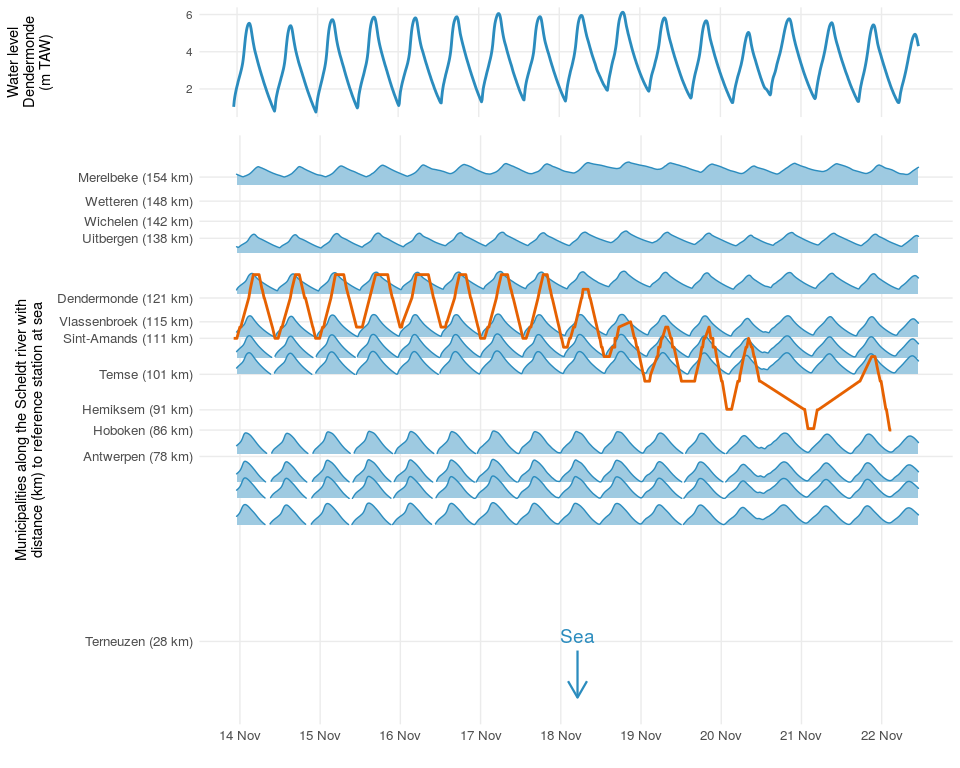 Water level
Dendermonde
(m TAW)
6
4
2
Municipalities along the Scheldt river with
distance (km) to reference station at sea
Merelbeke (154 km)
Wetteren (148 km)
Wichelen (142 km)
Uitbergen (138 km)
Dendermonde (121 km)
Vlassenbroek (115 km)
Sint-Amands (111 km)
Temse (101 km)
Hemiksem (91 km)
Hoboken (86 km)
Antwerpen (78 km)
Terneuzen (28 km)
Sea
14 Nov 15 Nov 16 Nov 17 Nov 18 Nov 19 Nov 20 Nov 21 Nov 22 Nov